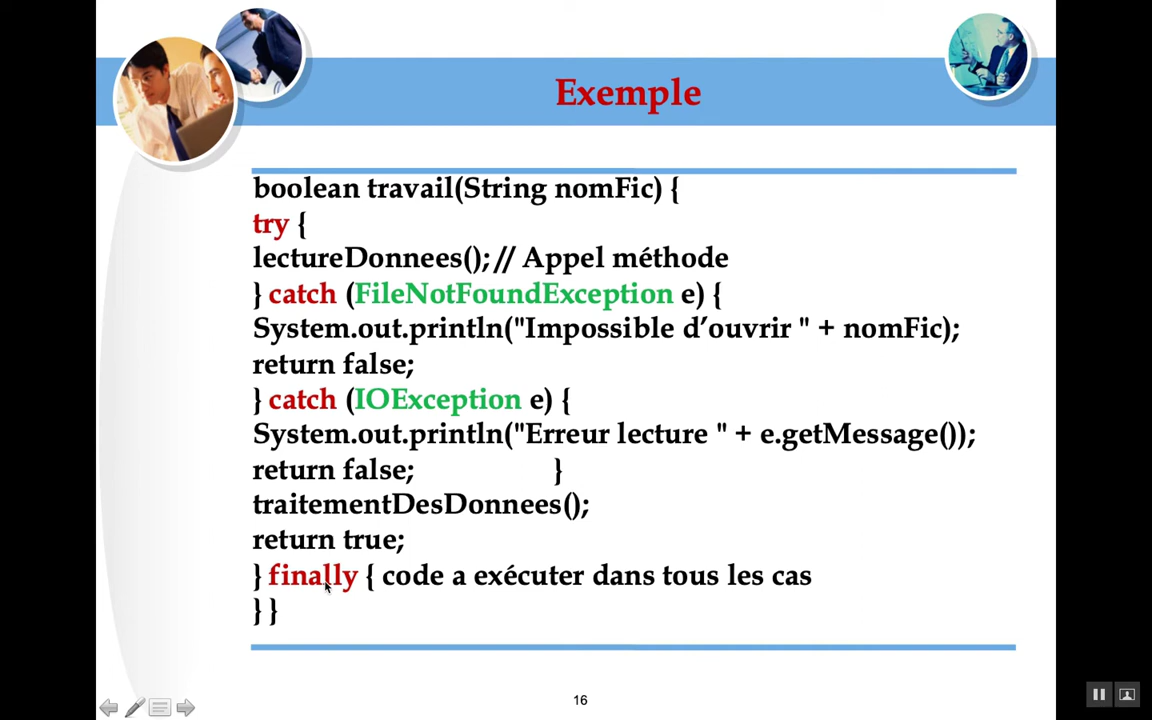 Exemple
boolean travail(String nomFic) {
try {
lectureDonnees(); // Appel méthode
} catch (FileNotFoundException e) {
System.out.println("Impossible d’ouvrir " + nomFic);
return false;
} catch (IOException e) {
System.out.println("Erreur lecture " + e.getMessage());
return false; }
traitementDesDonnees();
return true;
} finally { code a exécuter dans tous les cas
} }
16